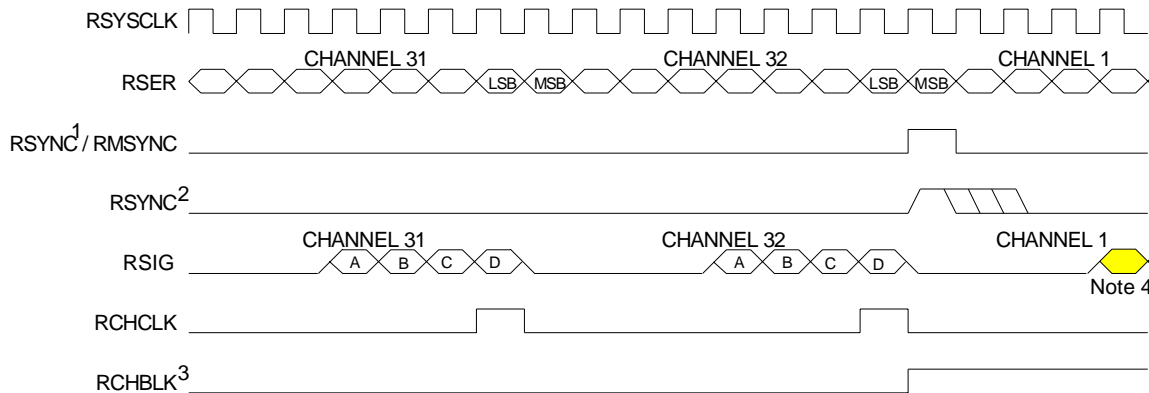 RSYSCLK
CHANNEL 31 CHANNEL 32 CHANNEL 1
RSER LSB MSB LSB MSB
RSYNC1 / RMSYNC
RSYNC2
CHANNEL 31 CHANNEL 32 CHANNEL 1
RSIG A B C D A B C D
Note 4
RCHCLK
RCHBLK3